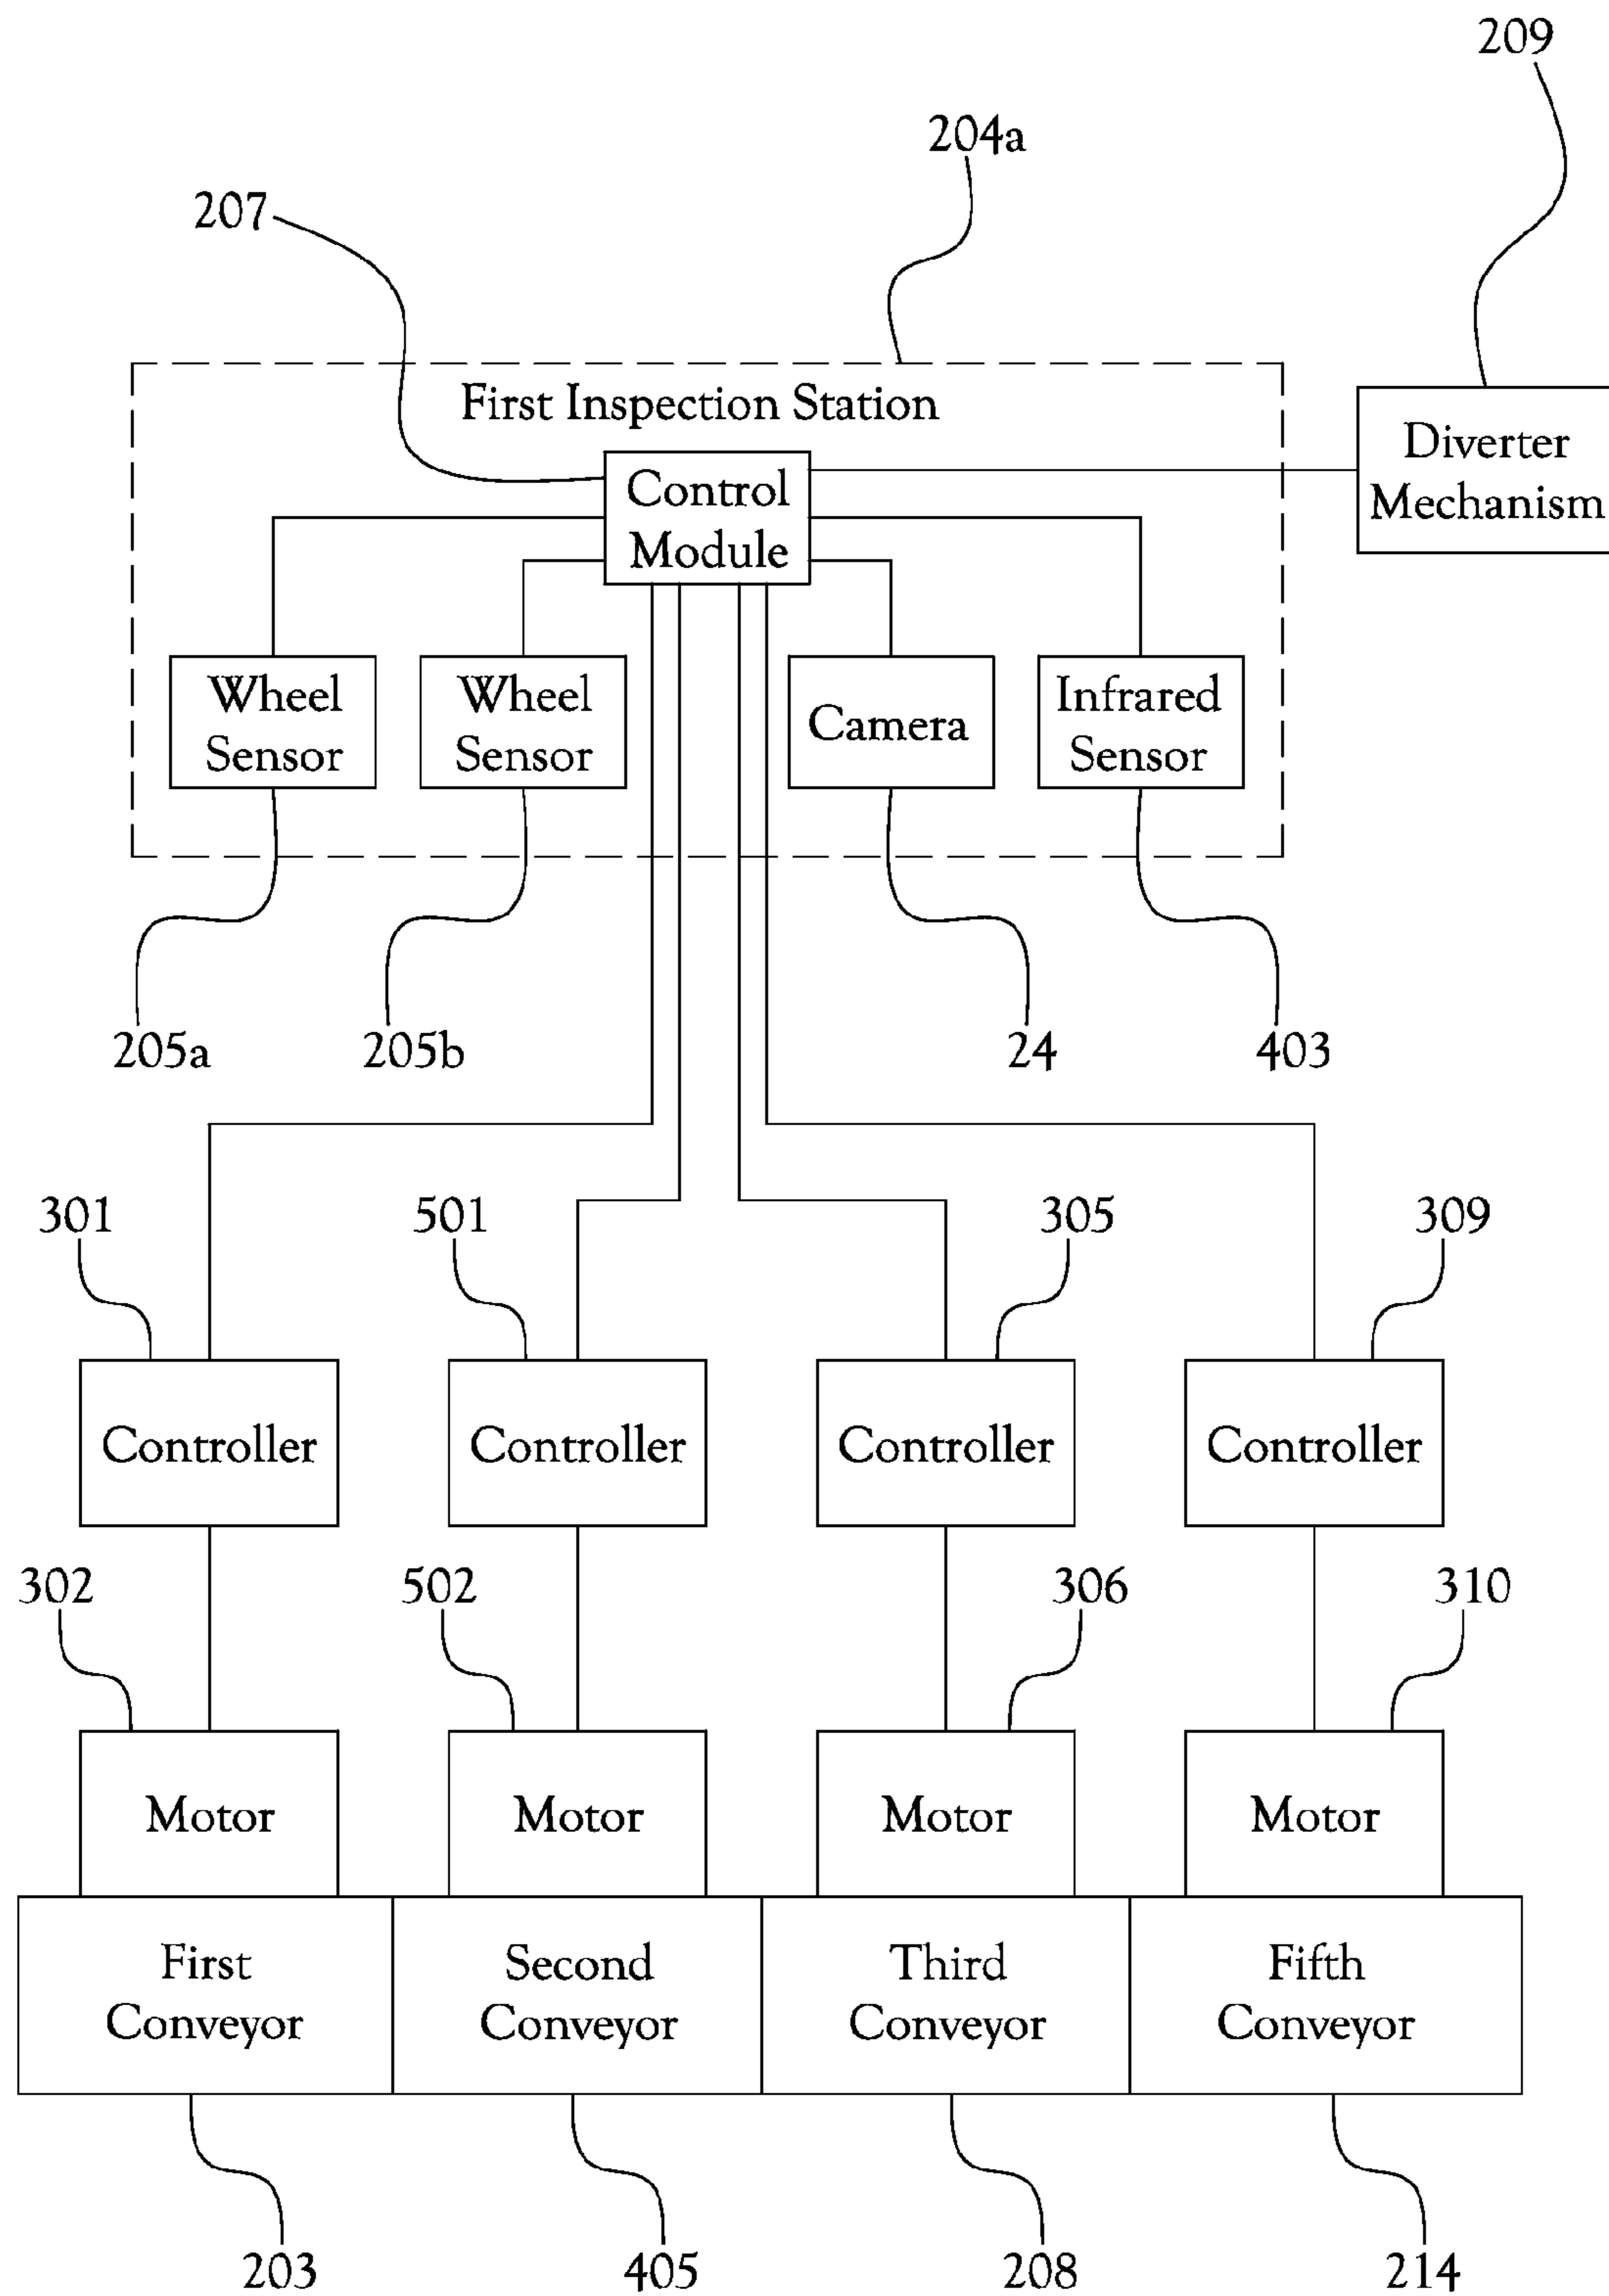 209
204a
207
First Inspection Station
Control
Module
Diverter
Mechanism
Wheel
Sensor
Wheel
Sensor
Camera
Infrared
Sensor
205a
205b
24
403
301
501
305
309
Controller
Controller
Controller
Controller
302
502
306
310
Motor
Motor
Motor
Motor
First
Conveyor
Second
Conveyor
Third
Conveyor
Fifth
Conveyor
203
405
208
214